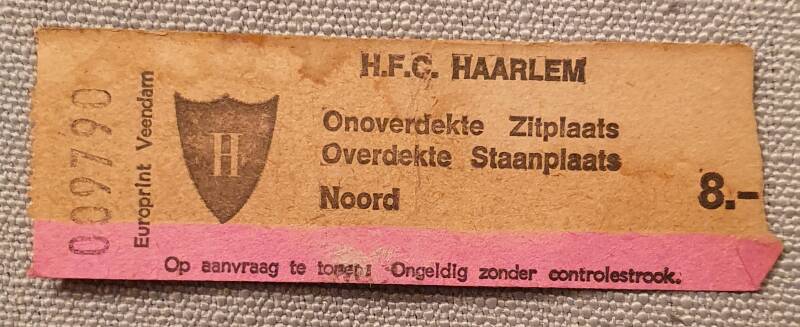 009790
Europrint Veendam
H
H.F.C. HAARLEM
Onoverdekte Zitplaats
Overdekte Staanplaats
Noord
8.-
Op aanvraag te tonen! Ongeldig zonder controlestrook.